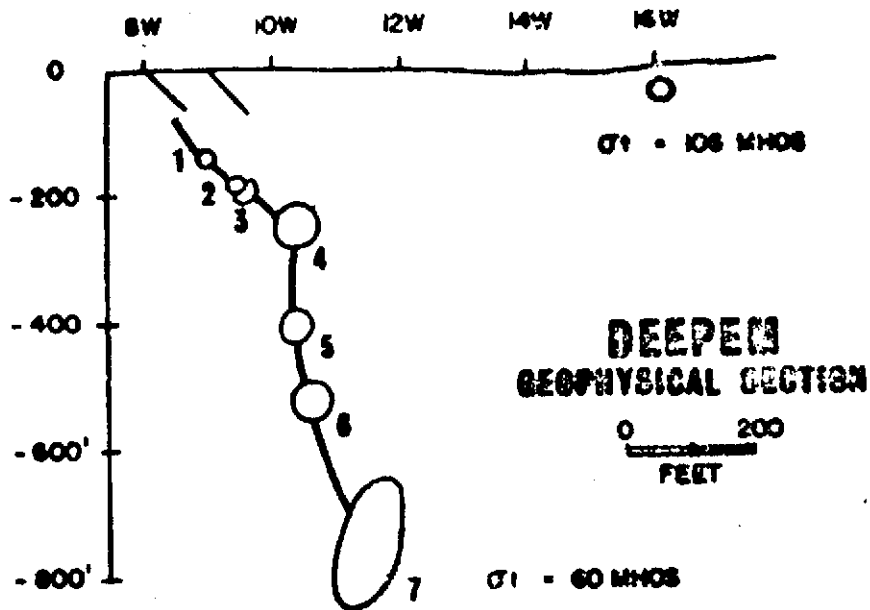 8W 10W 12W 14W 16W
0
σt = 106 MHOS
1
- 200
2
3
4
- 400
5
DEEPEM
GEOPHYSICAL SECTION
6
0 200
FEET
- 600'
- 800'
7
σt = 60 MHOS